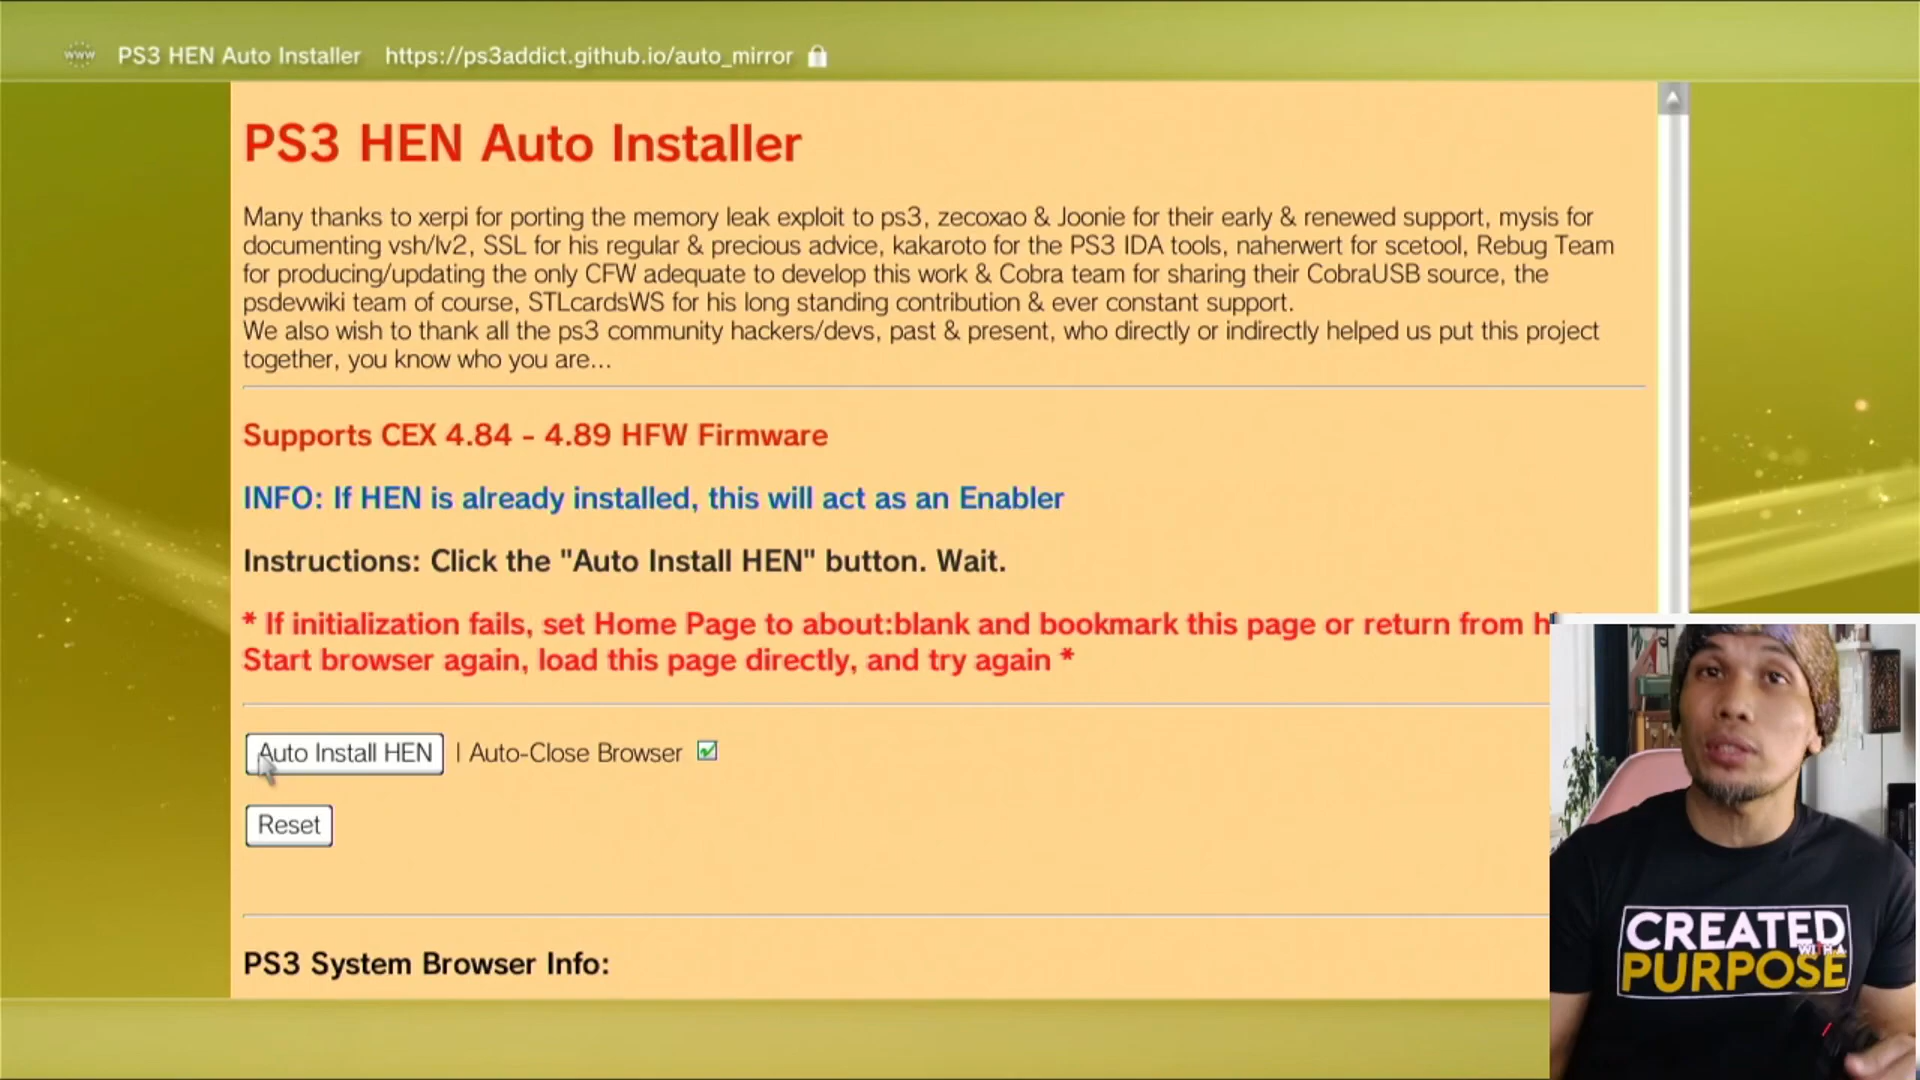 www PS3 HEN Auto Installer https://ps3addict.github.io/auto_mirror
PS3 HEN Auto Installer
Many thanks to xerpi for porting the memory leak exploit to ps3, zecoxao & Joonie for their early & renewed support, mysis for
documenting vsh/lv2, SSL for his regular & precious advice, kakaroto for the PS3 IDA tools, naherwert for scetool, Rebug Team
for producing/updating the only CFW adequate to develop this work & Cobra team for sharing their CobraUSB source, the
psdevwiki team of course, STLcardsWS for his long standing contribution & ever constant support.
We also wish to thank all the ps3 community hackers/devs, past & present, who directly or indirectly helped us put this project
together, you know who you are...
Supports CEX 4.84 - 4.89 HFW Firmware
INFO: If HEN is already installed, this will act as an Enabler
Instructions: Click the "Auto Install HEN" button. Wait.
* If initialization fails, set Home Page to about:blank and bookmark this page or return from
Start browser again, load this page directly, and try again *
Auto Install HEN | Auto-Close Browser
Reset
PS3 System Browser Info:
CREATED
WITH A
PURPOSE